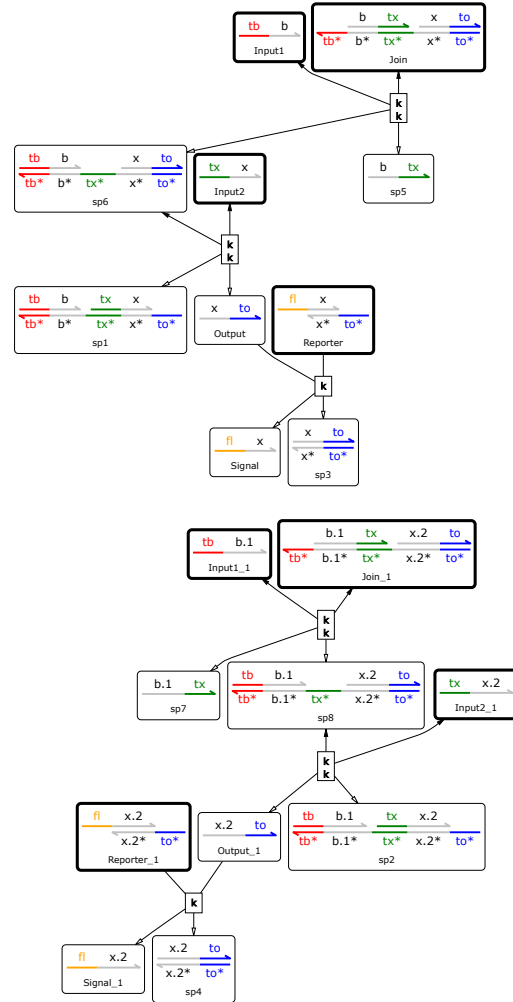 tb b
Input1
b tx x to
tb* b* tx* x* to*
Join
k
k
tb b x to
tb* b* tx* x* to*
sp6
tx x
Input2
b tx
sp5
k
k
tb b tx x
tb* b* tx* x* to*
sp1
x to
Output
fl x
x* to*
Reporter
k
fl x
Signal
x to
x* to*
sp3
tb b.1
Input1_1
b.1 tx x.2 to
tb* b.1* tx* x.2* to*
Join_1
k
k
b.1 tx
sp7
tb b.1 x.2 to
tb* b.1* tx* x.2* to*
sp8
tx x.2
Input2_1
k
k
fl x.2
x.2* to*
Reporter_1
x.2 to
Output_1
tb b.1 tx x.2
tb* b.1* tx* x.2* to*
sp2
k
fl x.2
Signal_1
x.2 to
x.2* to*
sp4